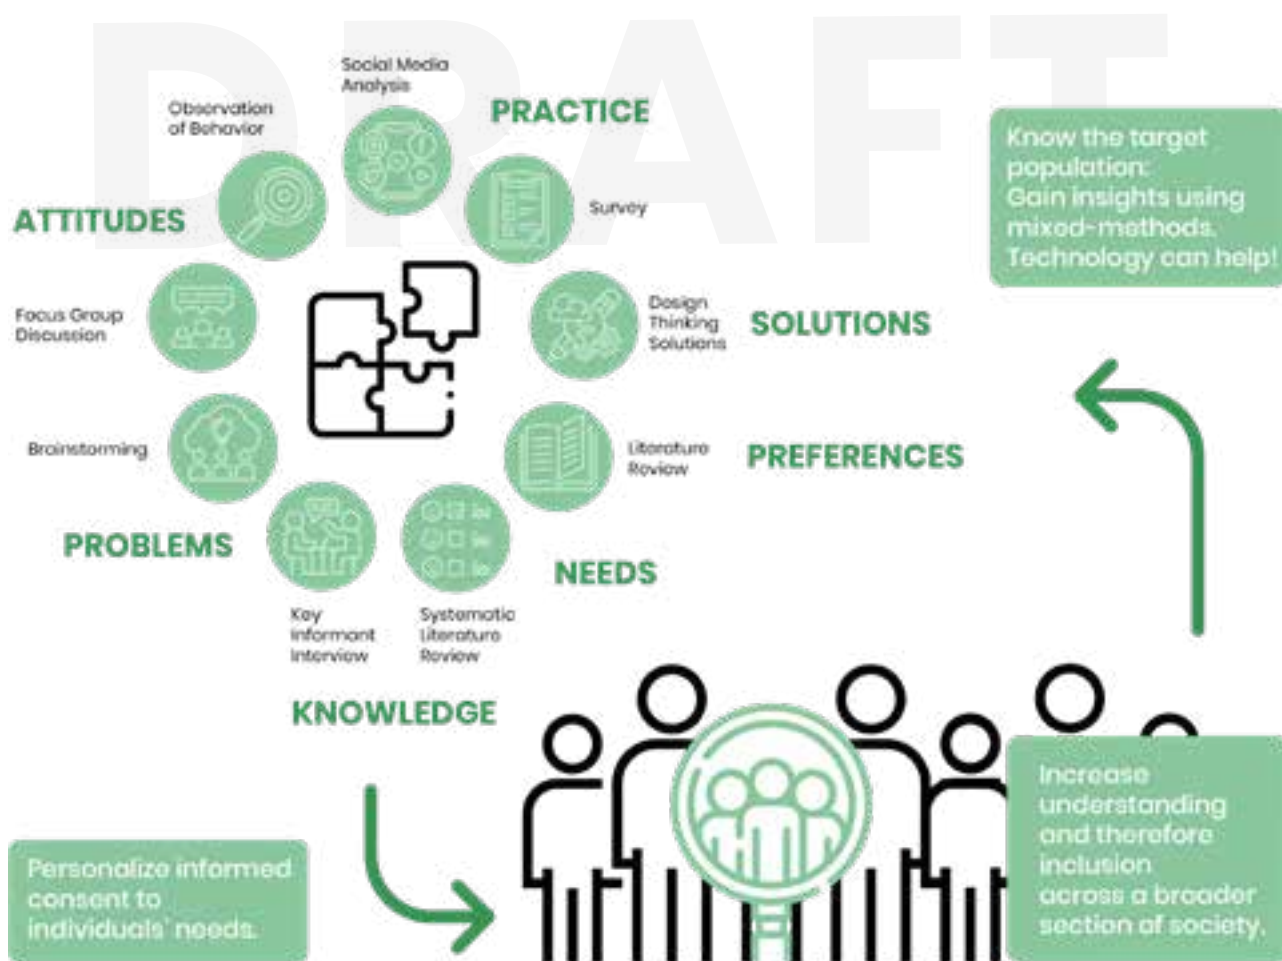 DRAFT
Social Media
Analysis
Observation
of Behavior
PRACTICE
Know the target
population:
Gain insights using
mixed-methods.
Technology can help!
ATTITUDES
Survey
Focus Group
Discussion
Design
Thinking
Solutions
SOLUTIONS
Brainstorming
Literature
Review
PREFERENCES
PROBLEMS
NEEDS
Key
Informant
Interview
Systematic
Literature
Review
KNOWLEDGE
Increase
understanding
and therefore
inclusion
across a broader
section of society.
Personalize informed
consent to
individuals' needs.